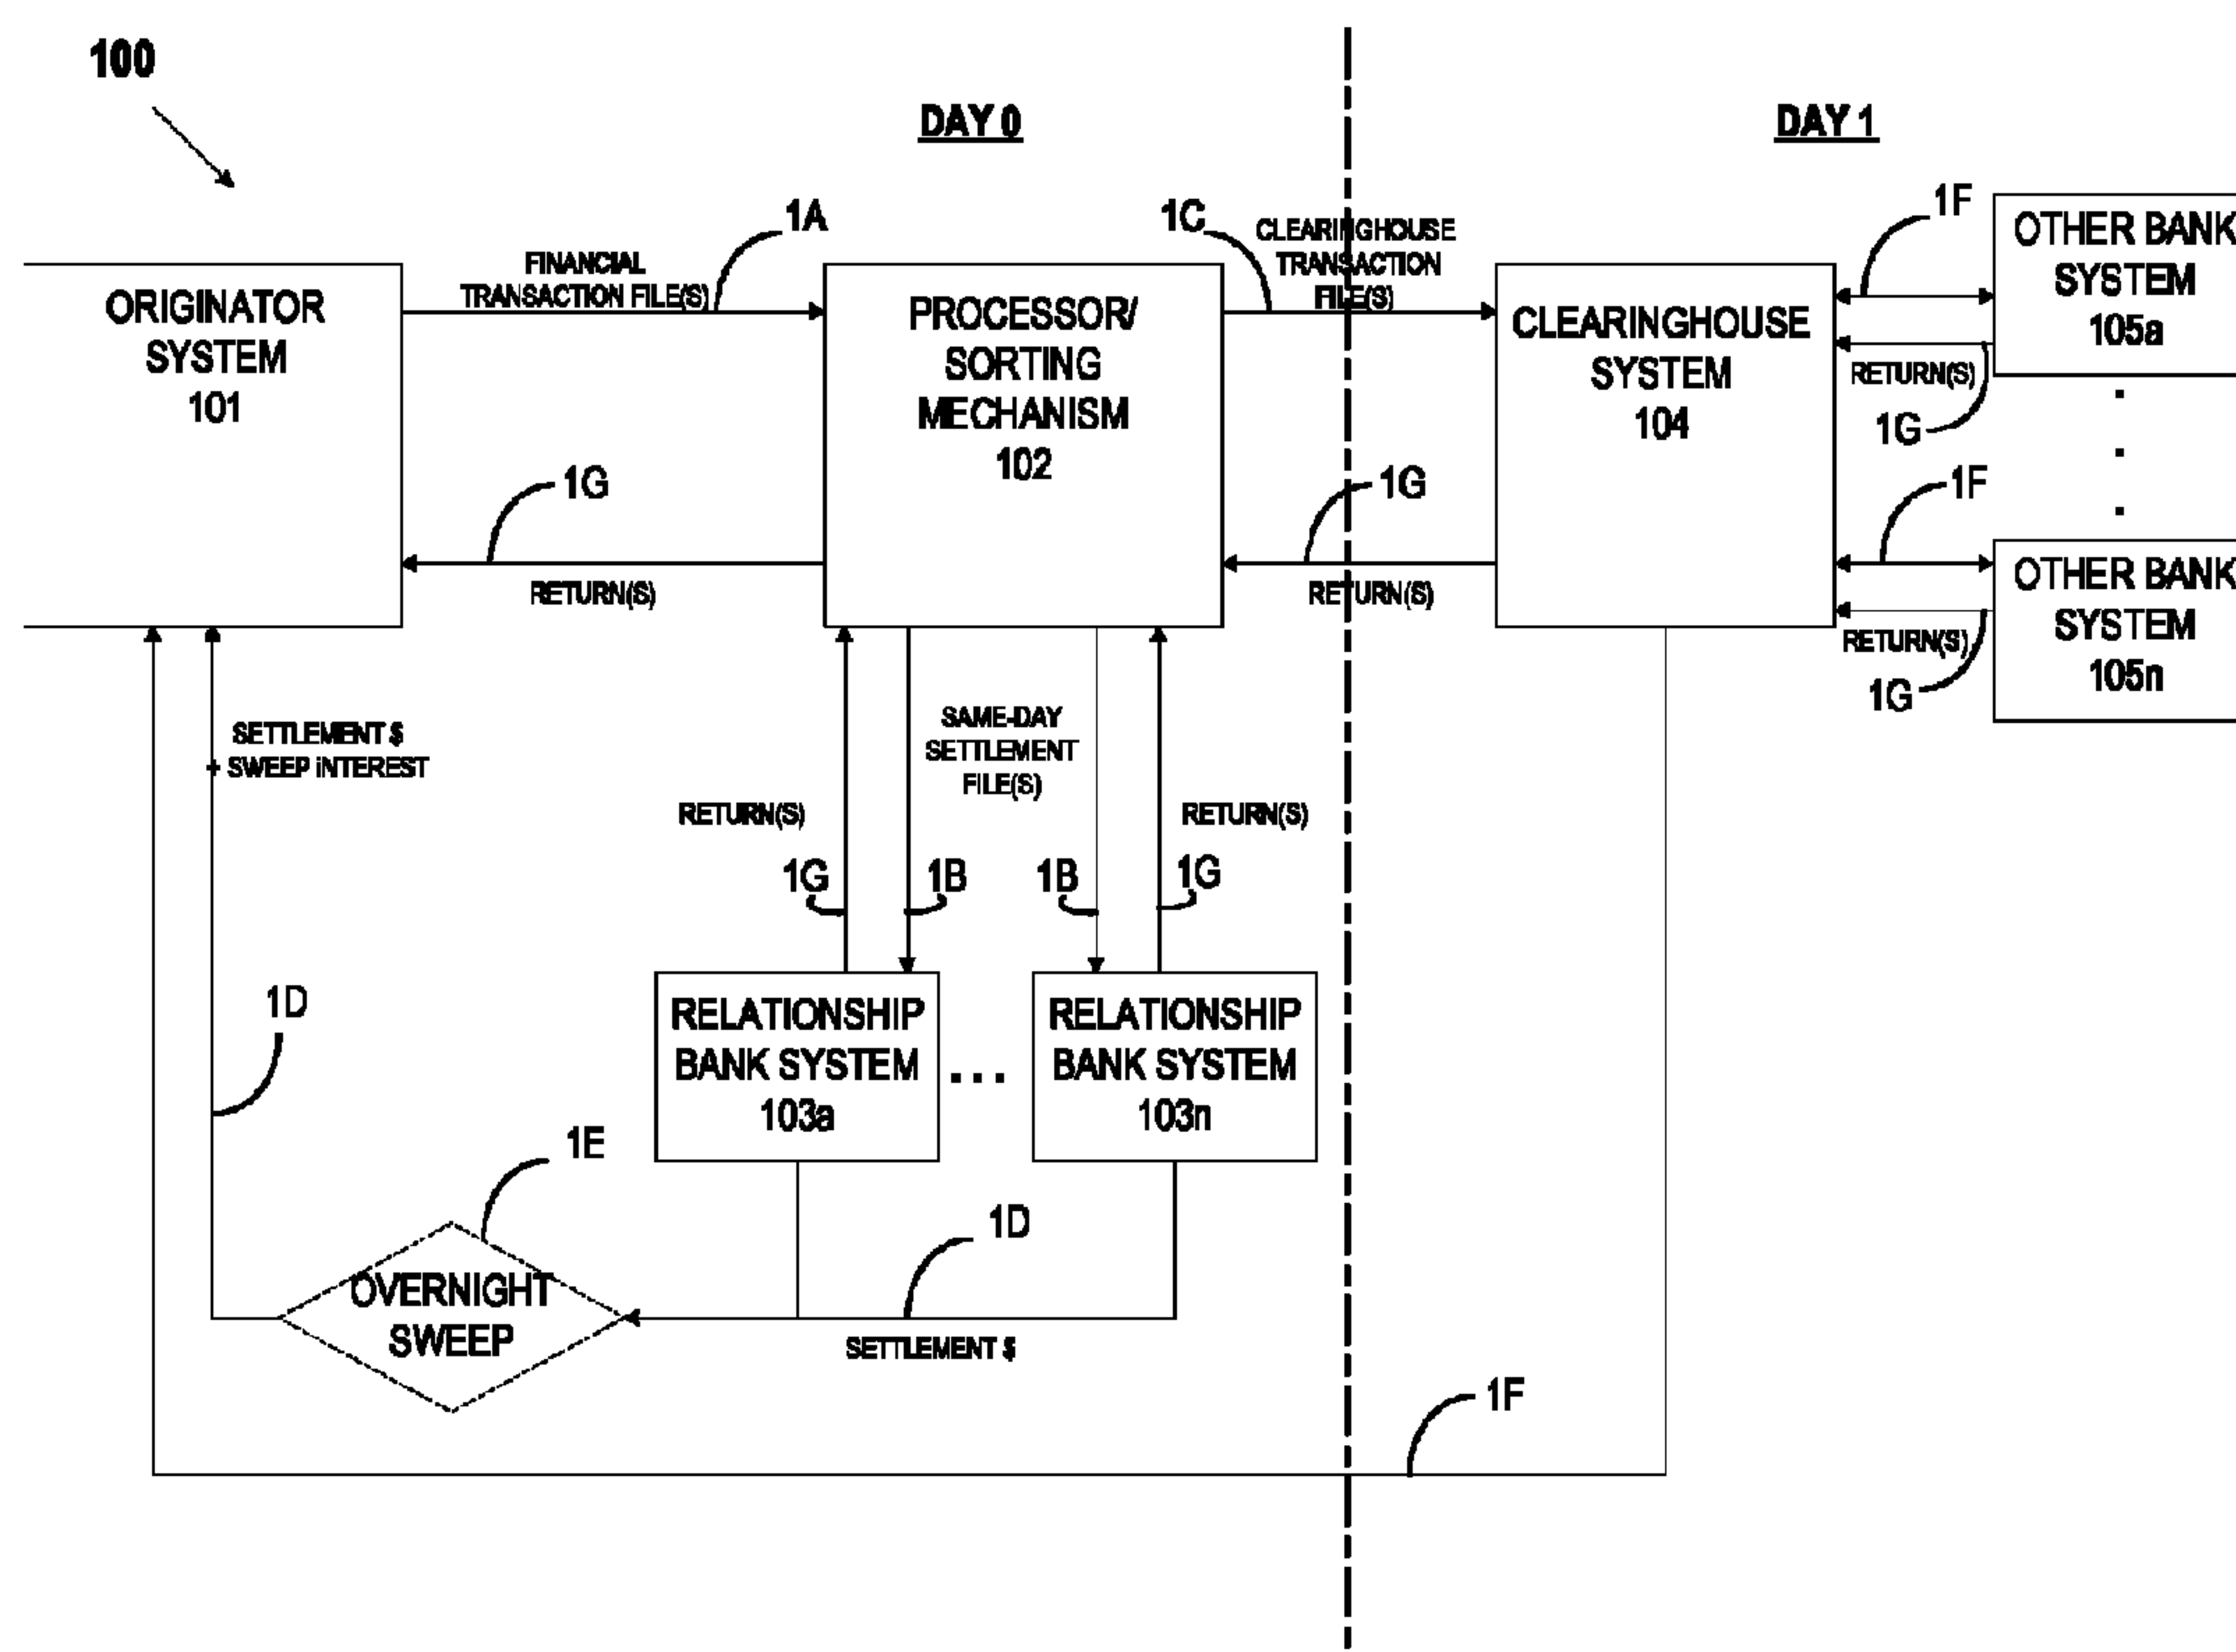 100
DAY 0
DAY 1
1A
1C
1F
FINANCIAL
TRANSACTION FILE(S)
CLEARINGHOUSE
TRANSACTION
FILE(S)
ORIGINATOR
SYSTEM
101
PROCESSOR/
SORTING
MECHANISM
102
CLEARINGHOUSE
SYSTEM
104
OTHER BANK
SYSTEM
105a
RETURN(S)
1G
.
.
.
1G
RETURN(S)
1G
RETURN(S)
1F
OTHER BANK
SYSTEM
105n
RETURN(S)
1G
SETTLEMENT $
+ SWEEP INTEREST
SAME-DAY
SETTLEMENT
FILE(S)
RETURN(S)
RETURN(S)
1G
1B
1B
1G
1D
RELATIONSHIP
BANK SYSTEM
103a
...
RELATIONSHIP
BANK SYSTEM
103n
1E
1D
OVERNIGHT
SWEEP
SETTLEMENT $
1F